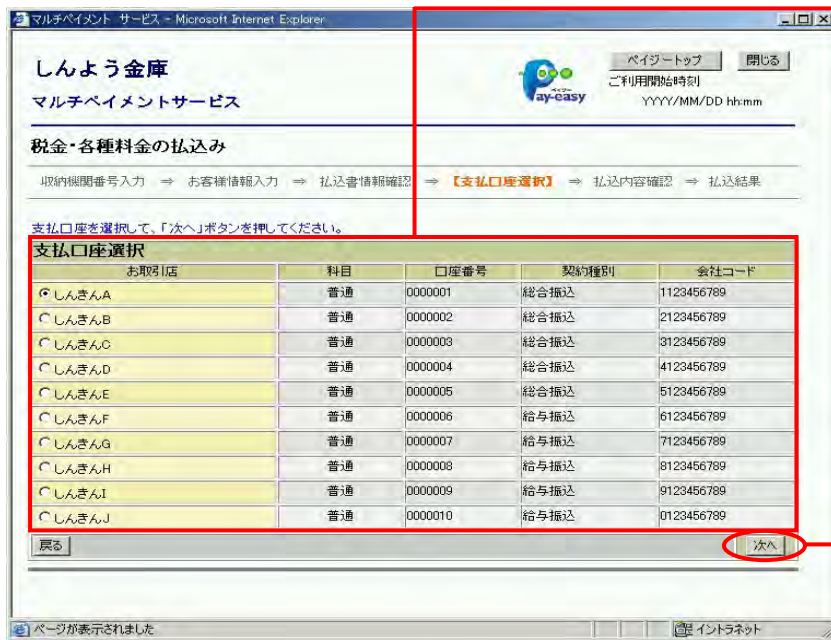 マルチペイメント サービス - Microsoft Internet Explorer
しんよう金庫
マルチペイメントサービス
ペイジー
Pay-easy
ペイジートップ 閉じる
ご利用開始時刻
YYYY/MM/DD hh:mm
税金・各種料金の払込み
収納機関番号入力 ⇒ お客様情報入力 ⇒ 払込書情報確認 ⇒ 【支払口座選択】 ⇒ 払込内容確認 ⇒ 払込結果
支払口座を選択して、「次へ」ボタンを押してください。
支払口座選択
お取引店 科目 口座番号 契約種別 会社コード
しんきんA 普通 0000001 総合振込 1123456789
しんきんB 普通 0000002 総合振込 2123456789
しんきんC 普通 0000003 総合振込 3123456789
しんきんD 普通 0000004 総合振込 4123456789
しんきんE 普通 0000005 総合振込 5123456789
しんきんF 普通 0000006 給与振込 6123456789
しんきんG 普通 0000007 給与振込 7123456789
しんきんH 普通 0000008 給与振込 8123456789
しんきんI 普通 0000009 給与振込 9123456789
しんきんJ 普通 0000010 給与振込 0123456789
戻る 次へ
ページが表示されました イントラネット